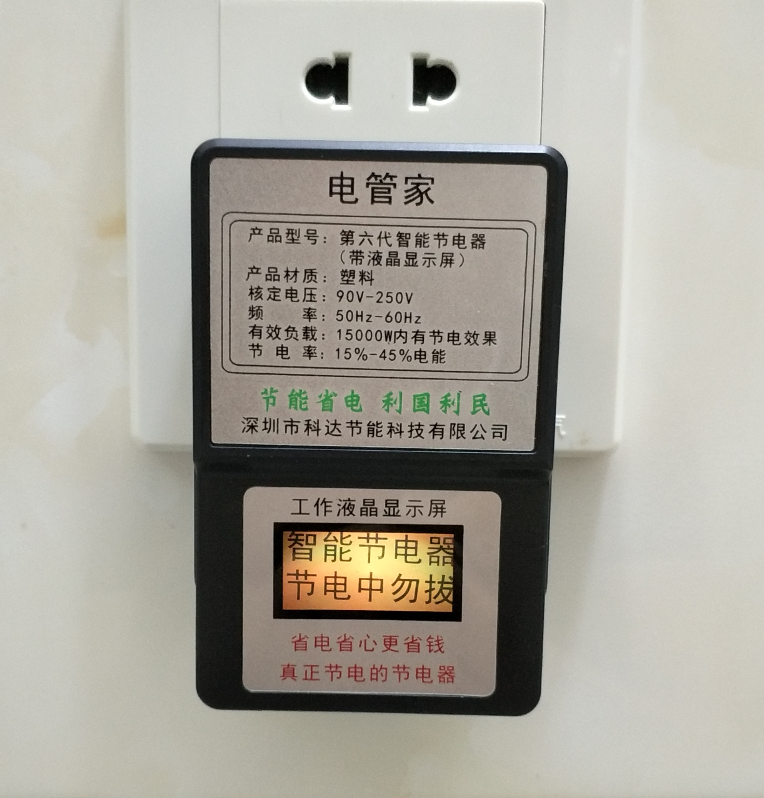 电管家
产品型号：第六代智能节电器
（带液晶显示屏）
产品材质：塑料
核定电压：90V-250V
频　　率：50Hz-60Hz
有效负载：15000W内有节电效果
节 电 率：15%-45%电能
节能省电 利国利民
深圳市科达节能科技有限公司
工作液晶显示屏
智能节电器
节电中勿拔
省电省心更省钱
真正节电的节电器